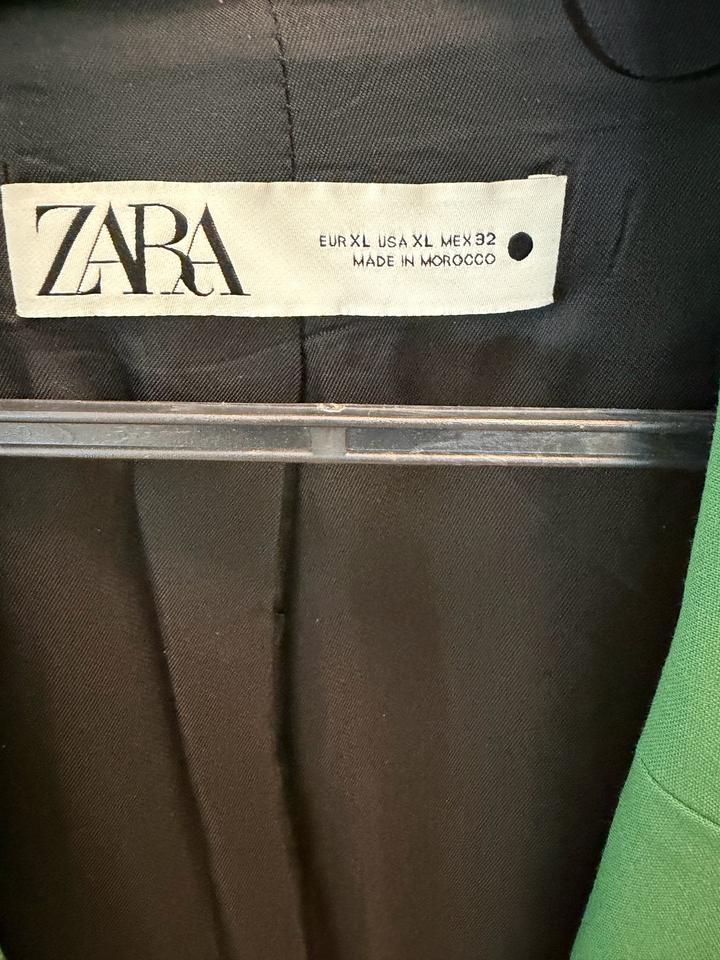 ZARA
EUR XL USA XL MEX 32
MADE IN MOROCCO